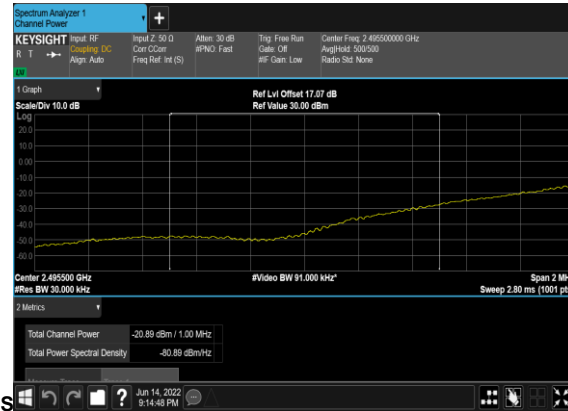 Spectrum Analyzer 1
Channel Power
+
KEYSIGHT Input: RF Input Z: 50 Ω Atten: 30 dB Trig: Free Run Center Freq: 2.495500000 GHz
R T Coupling: DC Corr CCorr #PNO: Fast Gate: Off Avg|Hold: 500/500
Align: Auto Freq Ref: Int (S) #IF Gain: Low Radio Std: None
LXI
1 Graph
Ref Lvl Offset 17.07 dB
Scale/Div 10.0 dB Ref Value 30.00 dBm
Log
20.0
10.0
0.00
-10.0
-20.0
-30.0
-40.0
-50.0
-60.0
Center 2.495500 GHz #Video BW 91.000 kHz* Span 2 MH
#Res BW 30.000 kHz Sweep 2.80 ms (1001 pt
2 Metrics
Total Channel Power -20.89 dBm / 1.00 MHz
Total Power Spectral Density -80.89 dBm/Hz
s
?
Jun 14, 2022
9:14:48 PM